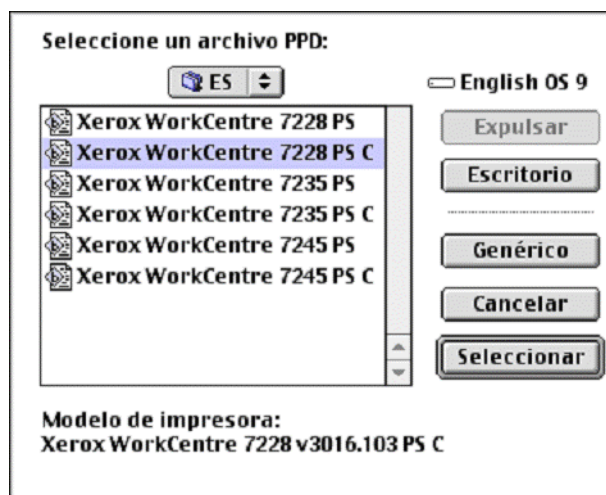 Seleccione un archivo PPD:
ES
English OS 9
Xerox WorkCentre 7228 PS
Xerox WorkCentre 7228 PS C
Xerox WorkCentre 7235 PS
Xerox WorkCentre 7235 PS C
Xerox WorkCentre 7245 PS
Xerox WorkCentre 7245 PS C
Expulsar
Escritorio
Genérico
Cancelar
Seleccionar
Modelo de impresora:
Xerox WorkCentre 7228 v3016.103 PS C